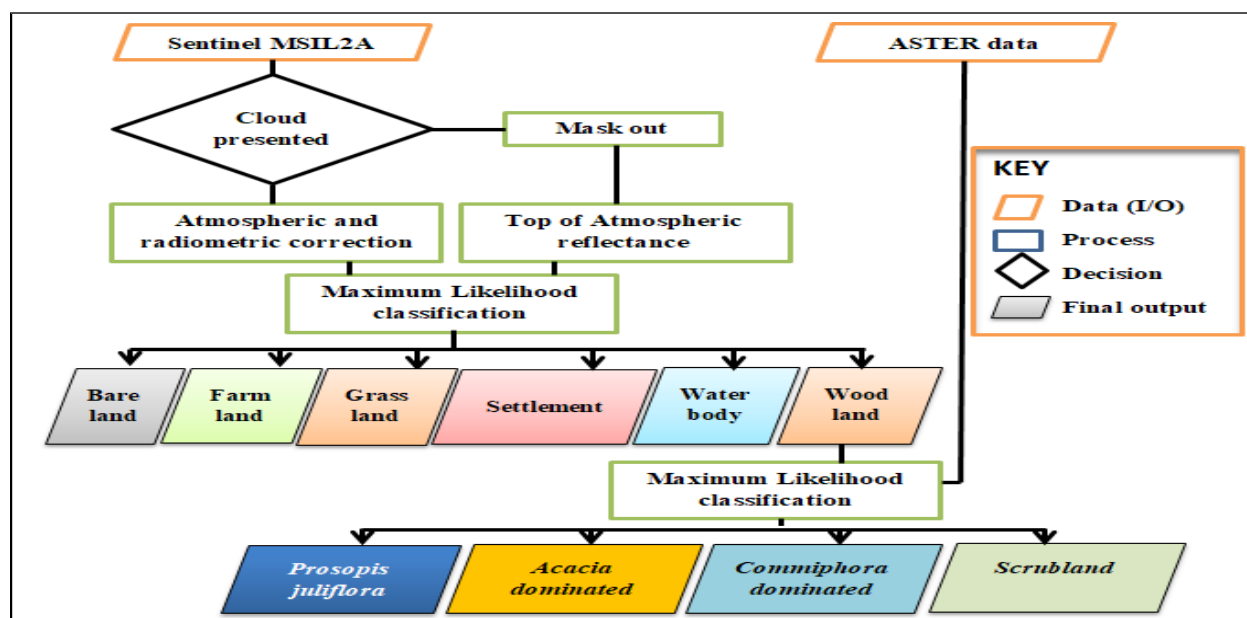 Sentinel MSIL2A
ASTER data
Cloud
presented
Mask out
KEY
Data (I/O)
Process
Decision
Final output
Atmospheric and
radiometric correction
Top of Atmospheric
reflectance
Maximum Likelihood
classification
Bare
land
Farm
land
Grass
land
Settlement
Water
body
Wood
land
Maximum Likelihood
classification
Prosopis
juliflora
Acacia
dominated
Commiphora
dominated
Scrubland